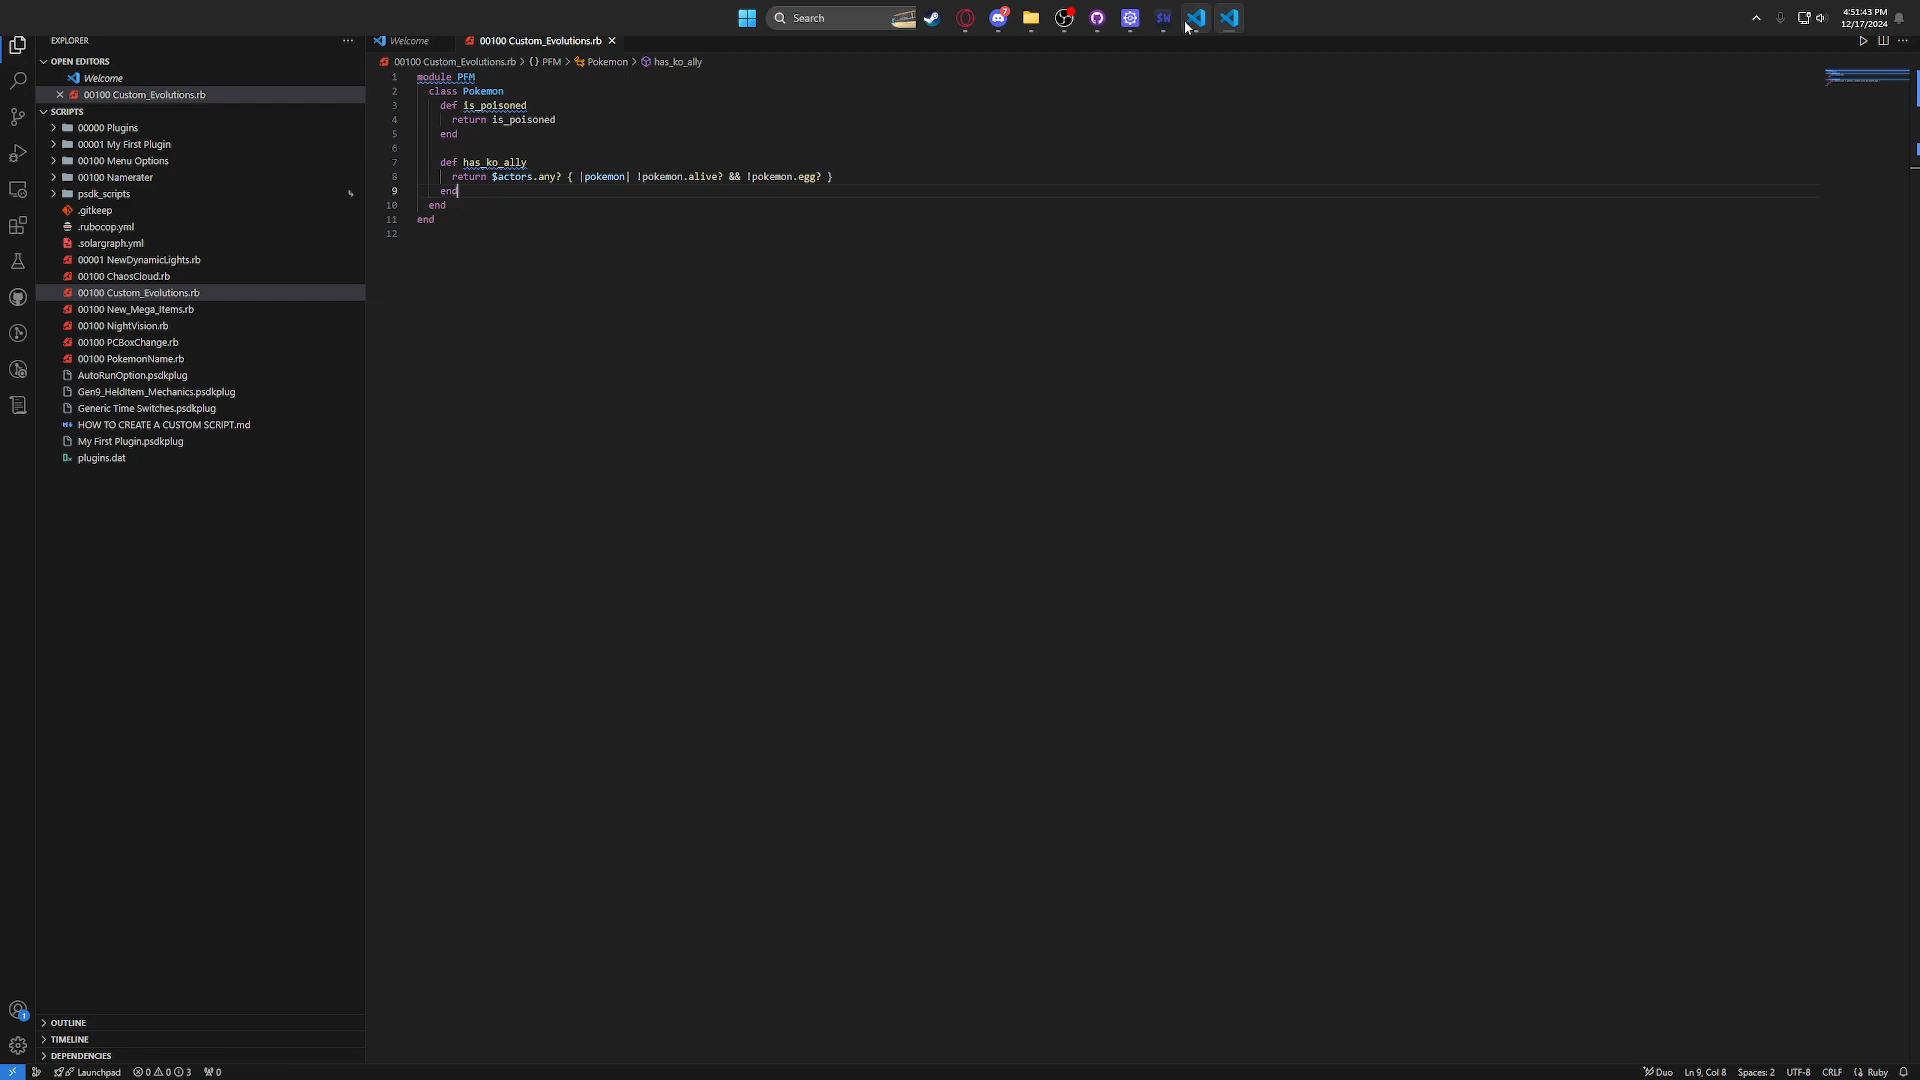 Search
7
SW
4:51:43 PM
12/17/2024
EXPLORER
Welcome
00100 Custom_Evolutions.rb
OPEN EDITORS
Welcome
00100 Custom_Evolutions.rb
SCRIPTS
00000 Plugins
00001 My First Plugin
00100 Menu Options
00100 Namerater
psdk_scripts
.gitkeep
.rubocop.yml
.solargraph.yml
00001 NewDynamicLights.rb
00100 ChaosCloud.rb
00100 Custom_Evolutions.rb
00100 New_Mega_Items.rb
00100 NightVision.rb
00100 PCBoxChange.rb
00100 PokemonName.rb
AutoRunOption.psdkplug
Gen9_HeldItem_Mechanics.psdkplug
Generic Time Switches.psdkplug
HOW TO CREATE A CUSTOM SCRIPT.md
My First Plugin.psdkplug
plugins.dat
00100 Custom_Evolutions.rb > {} PFM > Pokemon > has_ko_ally
1 module PFM
2 class Pokemon
3 def is_poisoned
4 return is_poisoned
5 end
6
7 def has_ko_ally
8 return $actors.any? { |pokemon| !pokemon.alive? && !pokemon.egg? }
9 end
10 end
11 end
12
1
OUTLINE
TIMELINE
DEPENDENCIES
Launchpad 0 0 3 0
Duo Ln 9, Col 8 Spaces: 2 UTF-8 CRLF Ruby